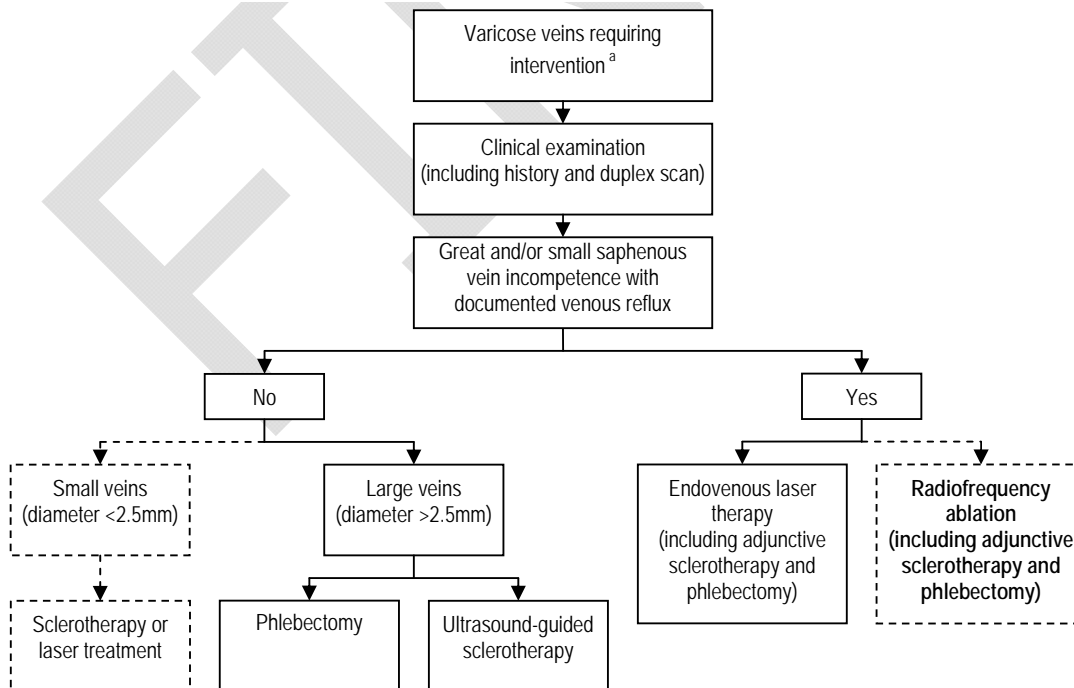 Varicose veins requiring
intervention a
Clinical examination
(including history and duplex scan)
Great and/or small saphenous
vein incompetence with
documented venous reflux
No
Yes
Small veins
(diameter <2.5mm)
Large veins
(diameter >2.5mm)
Endovenous laser
therapy
(including adjunctive
sclerotherapy and
phlebectomy)
Radiofrequency
ablation
(including adjunctive
sclerotherapy and
phlebectomy)
Sclerotherapy or
laser treatment
Phlebectomy
Ultrasound-guided
sclerotherapy